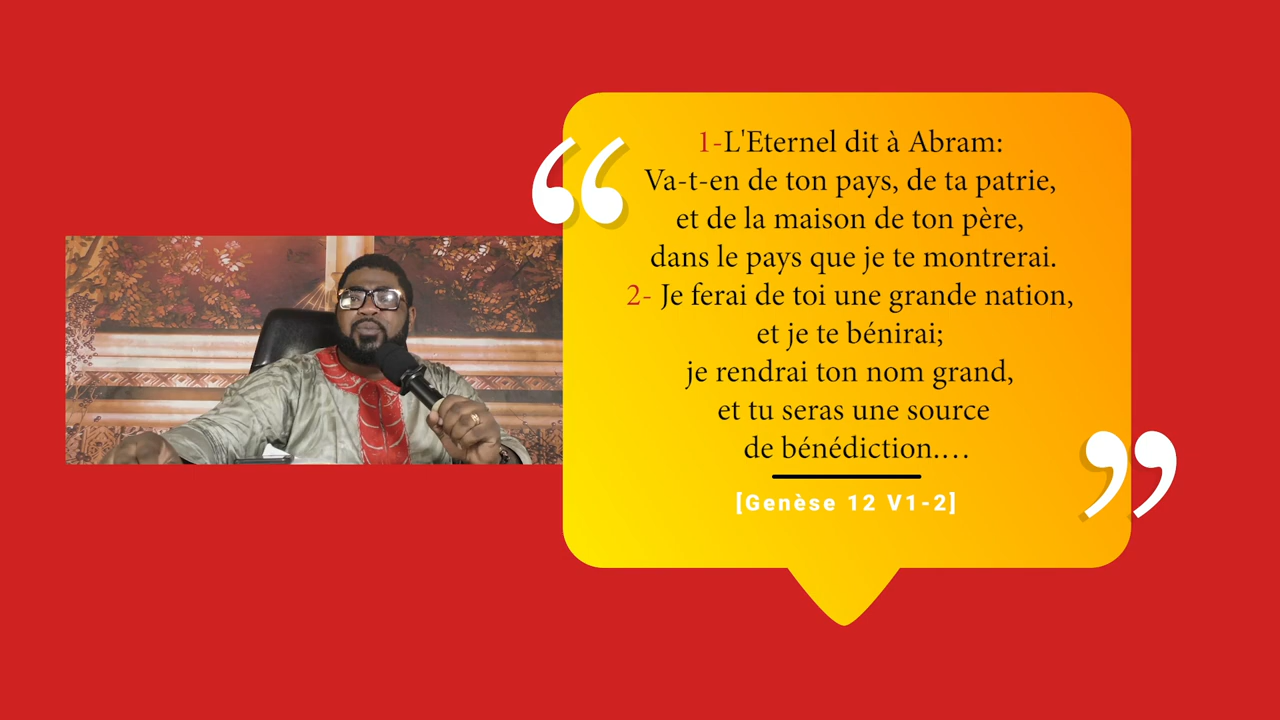 1-L'Eternel dit à Abram:
Va-t-en de ton pays, de ta patrie,
et de la maison de ton père,
dans le pays que je te montrerai.
2- Je ferai de toi une grande nation,
et je te bénirai;
je rendrai ton nom grand,
et tu seras une source
de bénédiction.…
[Genèse 12 V1-2]